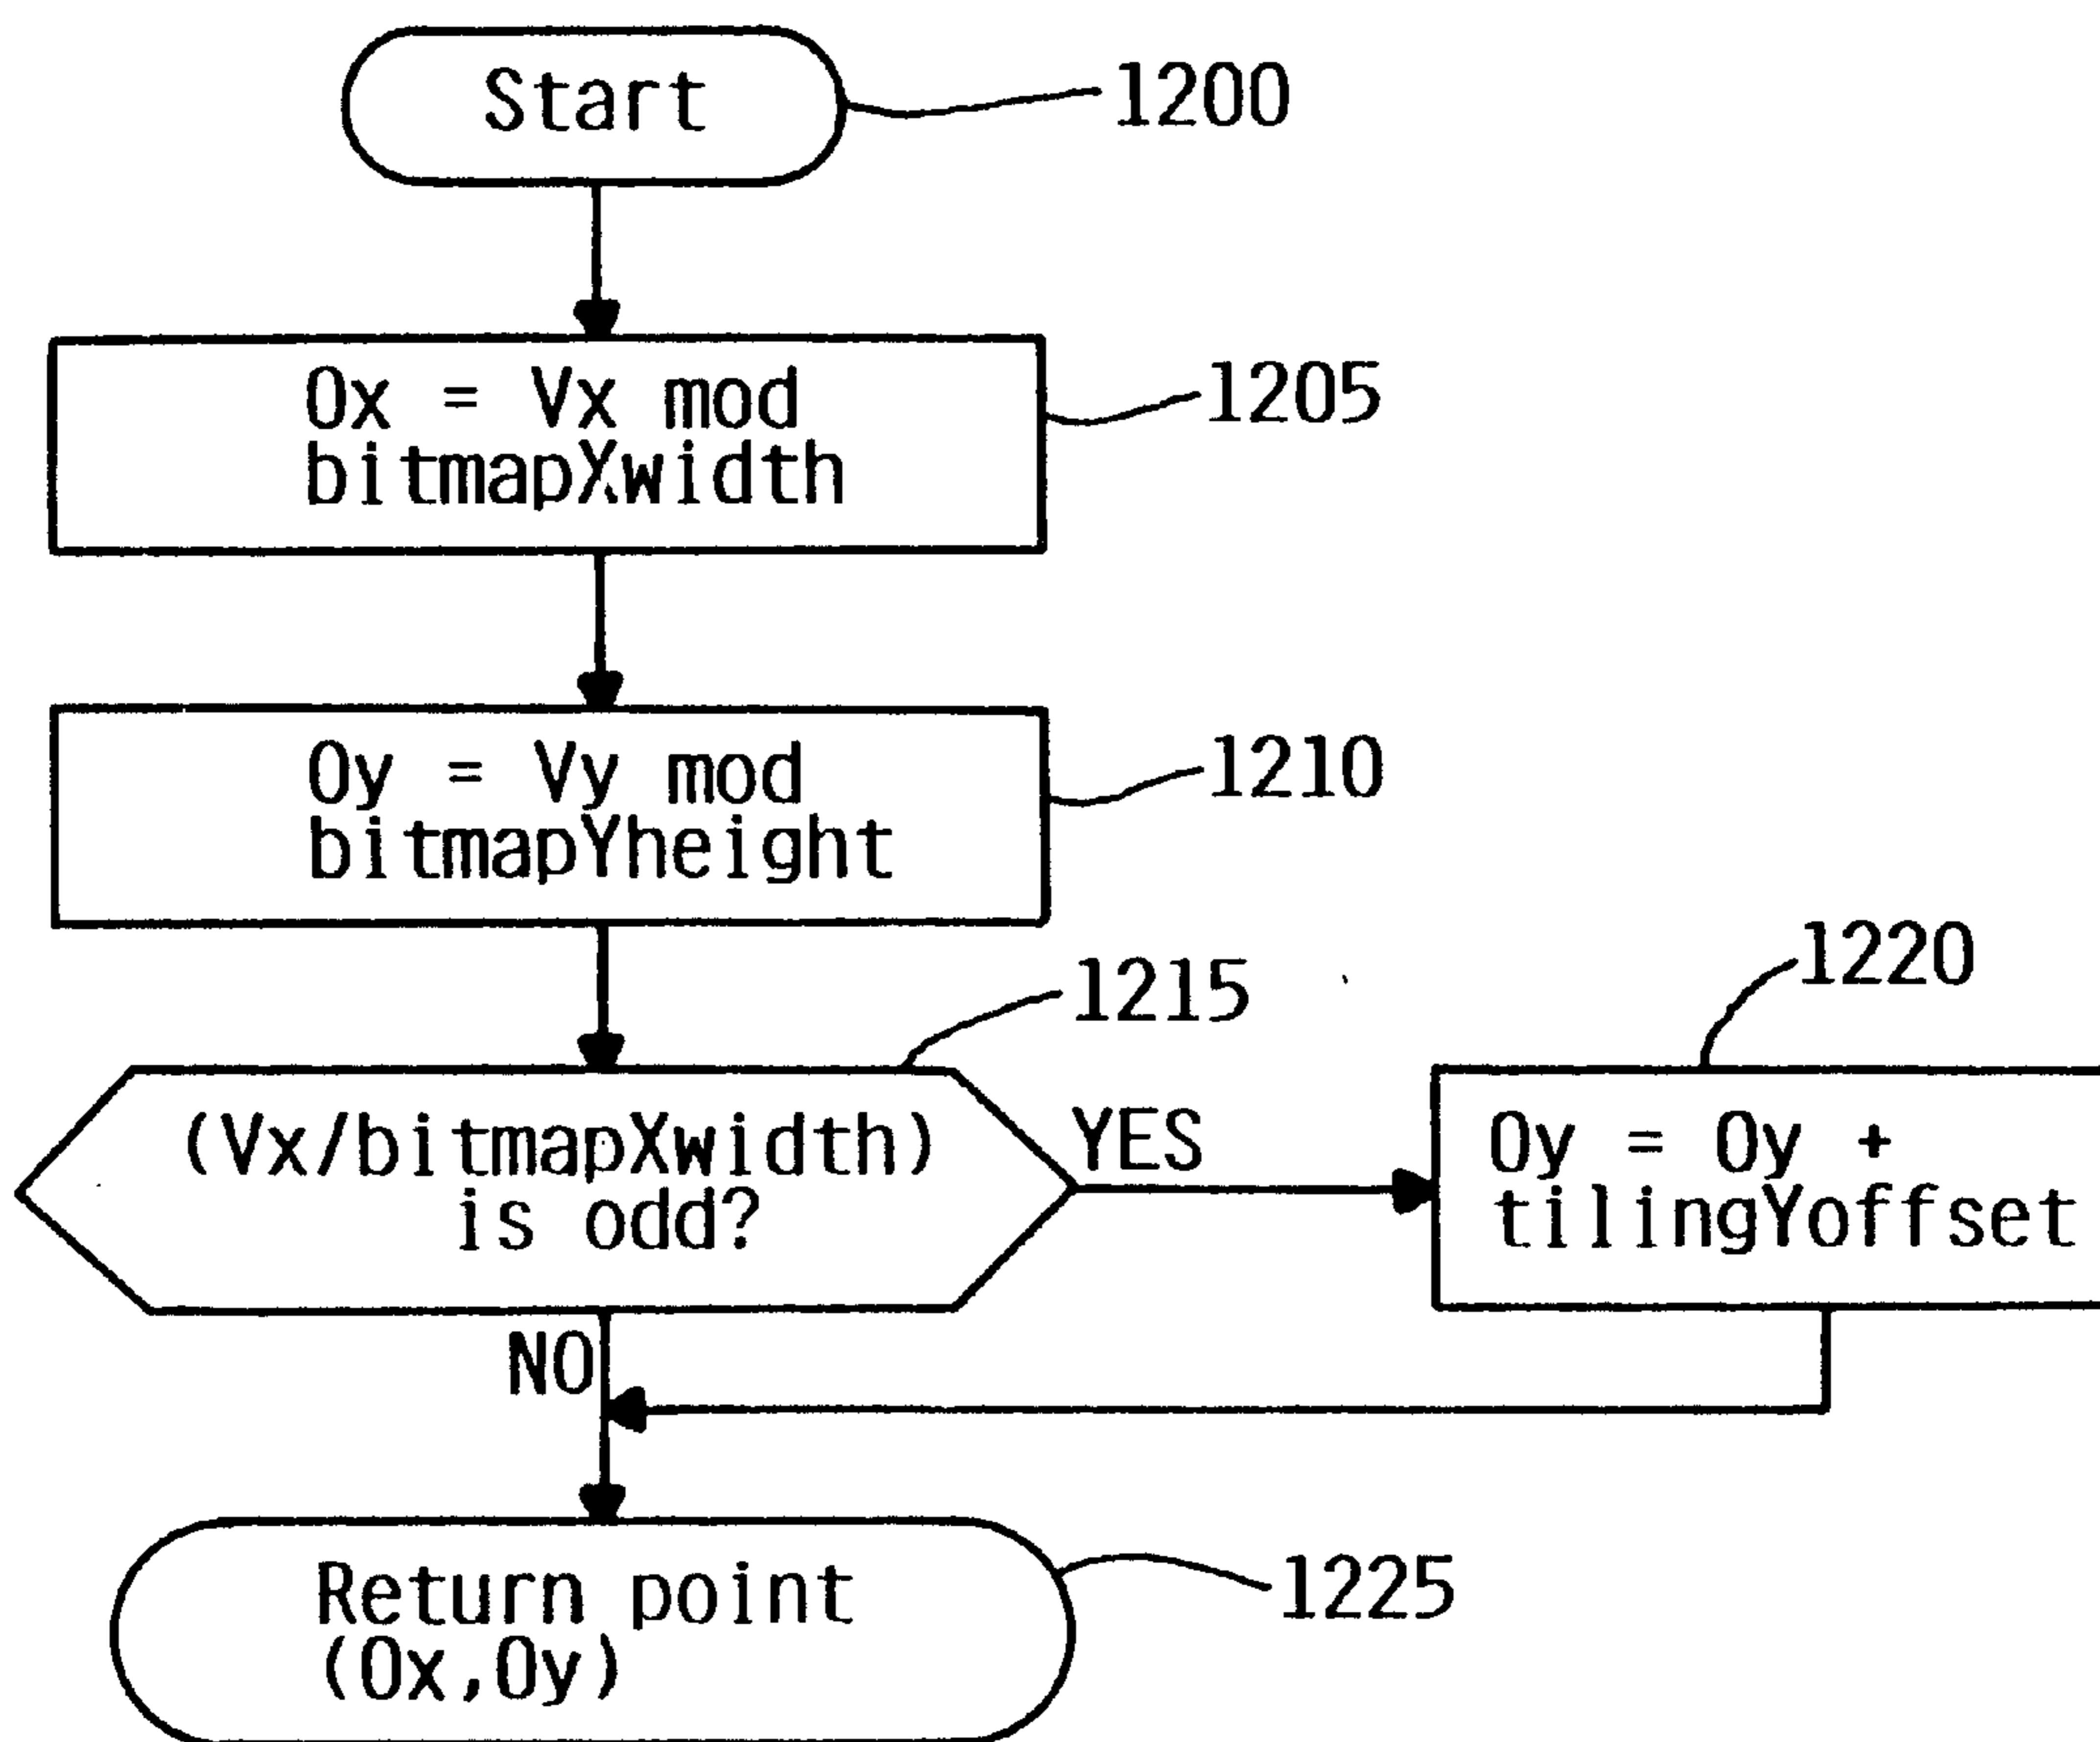 Start
1200
Ox = Vx mod
bitmapXwidth
1205
Oy = Vy mod
bitmapYheight
1210
1215
1220
(Vx/bitmapXwidth)
is odd?
YES
Oy = Oy +
tilingYoffset
NO
Return point
(Ox,Oy)
1225